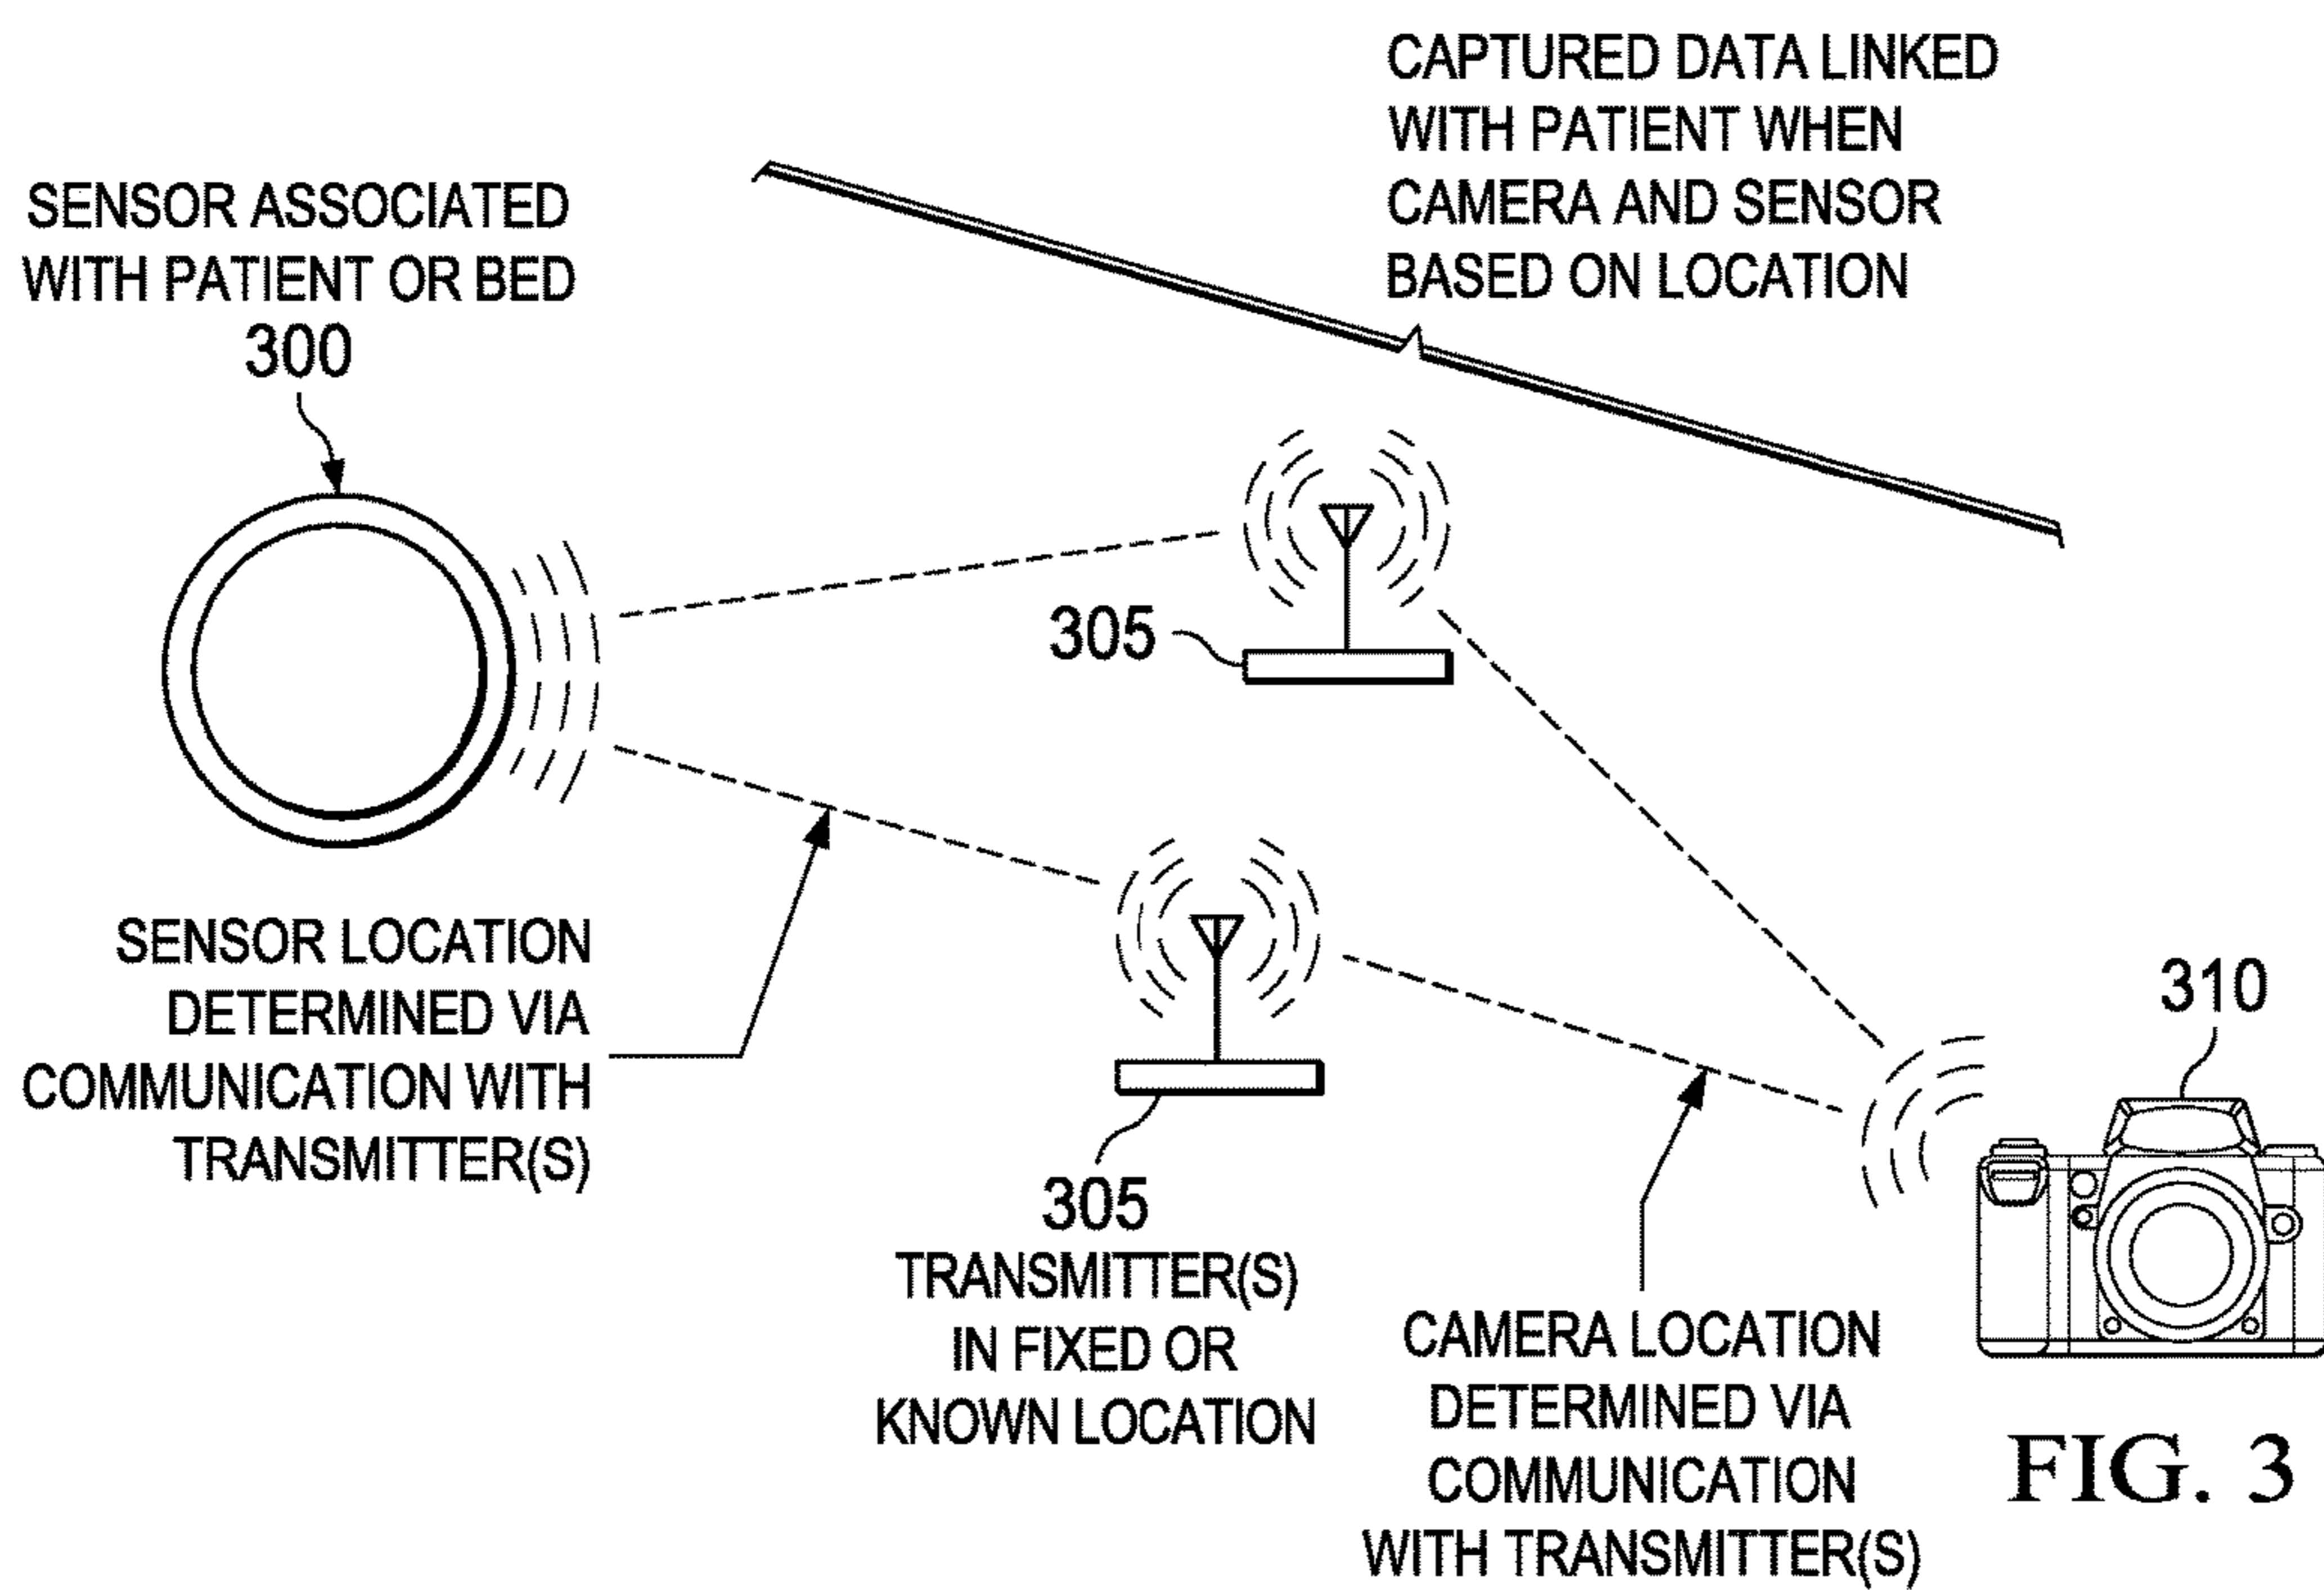 CAPTURED DATA LINKED
WITH PATIENT WHEN
CAMERA AND SENSOR
BASED ON LOCATION
SENSOR ASSOCIATED
WITH PATIENT OR BED
300
305
SENSOR LOCATION
DETERMINED VIA
COMMUNICATION WITH
TRANSMITTER(S)
305
TRANSMITTER(S)
IN FIXED OR
KNOWN LOCATION
310
CAMERA LOCATION
DETERMINED VIA
COMMUNICATION
WITH TRANSMITTER(S)
FIG. 3